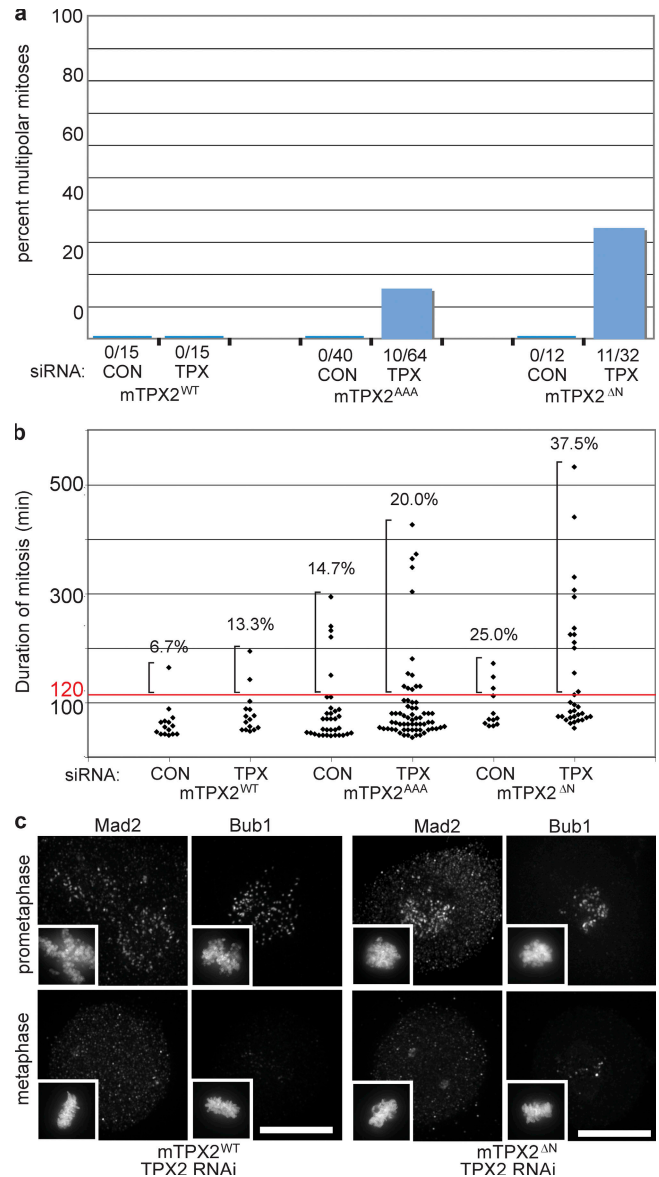 a
percent multipolar mitoses
100
80
60
40
20
0
0/15 0/15 0/40 10/64 0/12 11/32
siRNA: CON TPX CON TPX CON TPX
mTPX2WT mTPX2AAA mTPX2ΔN
b
Duration of mitosis (min)
500
300
120
100
6.7% 13.3% 14.7% 20.0% 25.0% 37.5%
siRNA: CON TPX CON TPX CON TPX
mTPX2WT mTPX2AAA mTPX2ΔN
c
Mad2 Bub1 Mad2 Bub1
prometaphase
metaphase
mTPX2WT mTPX2ΔN
TPX2 RNAi TPX2 RNAi